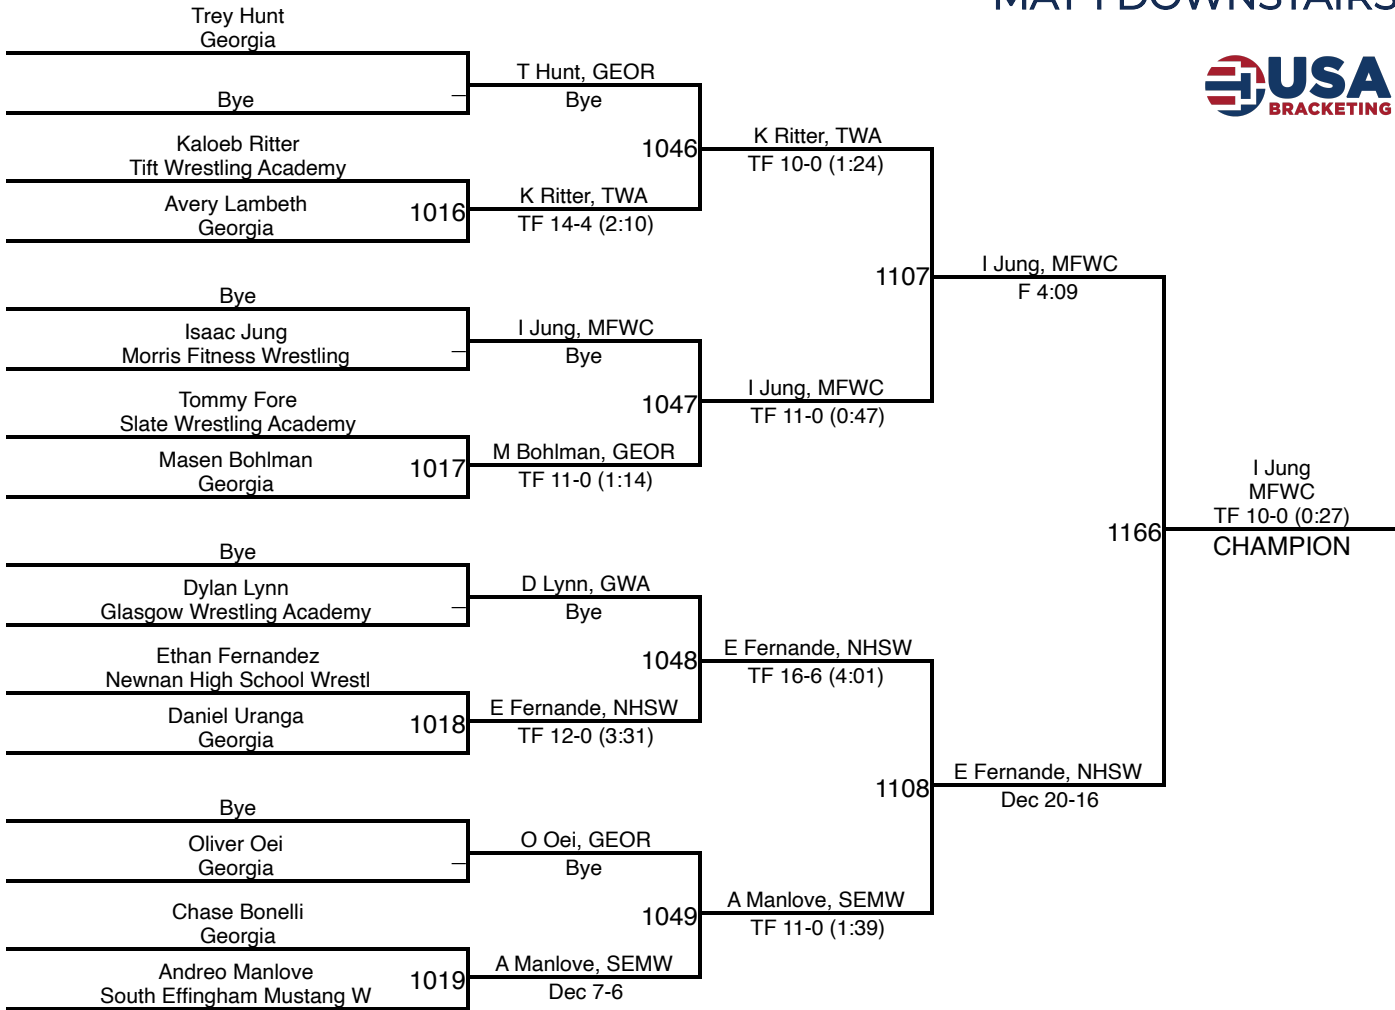 Trey Hunt
Georgia
Bye
Kaloeb Ritter
Tift Wrestling Academy
Avery Lambeth
Georgia
1016
Bye
Isaac Jung
Morris Fitness Wrestling
Tommy Fore
Slate Wrestling Academy
Masen Bohlman
Georgia
1017
Bye
Dylan Lynn
Glasgow Wrestling Academy
Ethan Fernandez
Newnan High School Wrestl
Daniel Uranga
Georgia
1018
Bye
Oliver Oei
Georgia
Chase Bonelli
Georgia
Andreo Manlove
South Effingham Mustang W
1019
T Hunt, GEOR
Bye
1046
K Ritter, TWA
TF 14-4 (2:10)
I Jung, MFWC
Bye
1047
M Bohlman, GEOR
TF 11-0 (1:14)
D Lynn, GWA
Bye
1048
E Fernande, NHSW
TF 12-0 (3:31)
O Oei, GEOR
Bye
1049
A Manlove, SEMW
Dec 7-6
K Ritter, TWA
TF 10-0 (1:24)
1107
I Jung, MFWC
TF 11-0 (0:47)
E Fernande, NHSW
TF 16-6 (4:01)
1108
A Manlove, SEMW
TF 11-0 (1:39)
I Jung, MFWC
F 4:09
1166
E Fernande, NHSW
Dec 20-16
I Jung
MFWC
TF 10-0 (0:27)
CHAMPION
DOWNSTAIRS
USA
BRACKETING